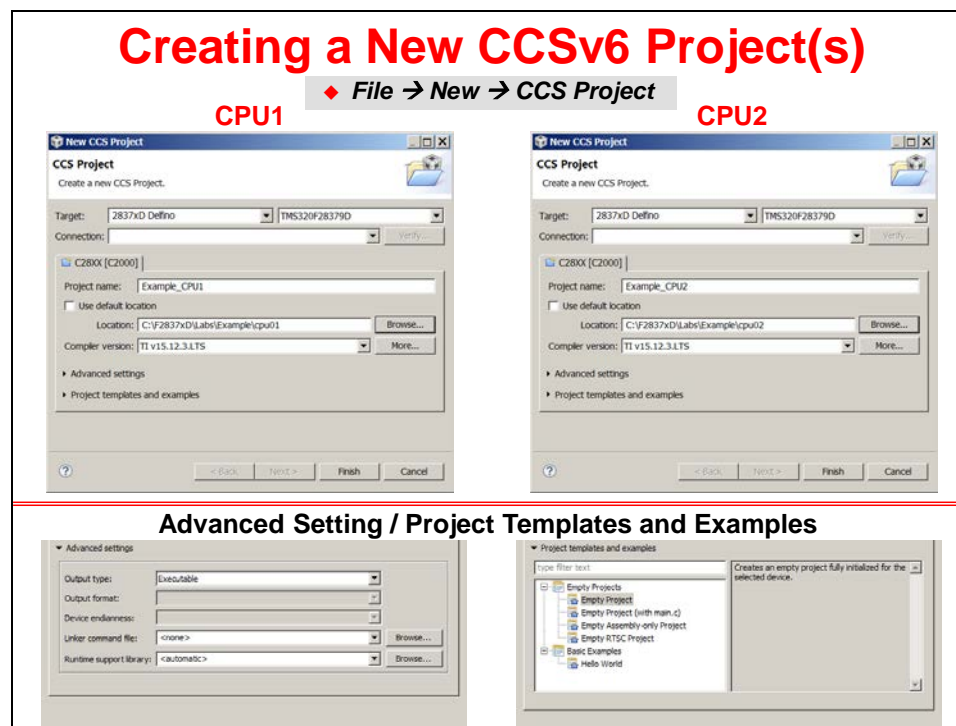 Creating a New CCSv6 Project(s)
◆ File → New → CCS Project
CPU1
New CCS Project
CCS Project
Create a new CCS Project.
Target: 2837xD Delfino TMS320F28379D
Connection: Verify...
C28XX [C2000]
Project name: Example_CPU1
Use default location
Location: C:\F2837xD\Labs\Example\cpu01 Browse...
Compiler version: TI v15.12.3.LTS More...
Advanced settings
Project templates and examples
< Back Next > Finish Cancel
CPU2
New CCS Project
CCS Project
Create a new CCS Project.
Target: 2837xD Delfino TMS320F28379D
Connection: Verify...
C28XX [C2000]
Project name: Example_CPU2
Use default location
Location: C:\F2837xD\Labs\Example\cpu02 Browse...
Compiler version: TI v15.12.3.LTS More...
Advanced settings
Project templates and examples
< Back Next > Finish Cancel
Advanced Setting / Project Templates and Examples
Advanced settings
Output type: Executable
Output format:
Device endianness:
Linker command file: <none> Browse...
Runtime support library: <automatic> Browse...
Project templates and examples
type filter text
Empty Projects
Empty Project
Empty Project (with main.c)
Empty Assembly-only Project
Empty RTSC Project
Basic Examples
Hello World
Creates an empty project fully initialized for the
selected device.